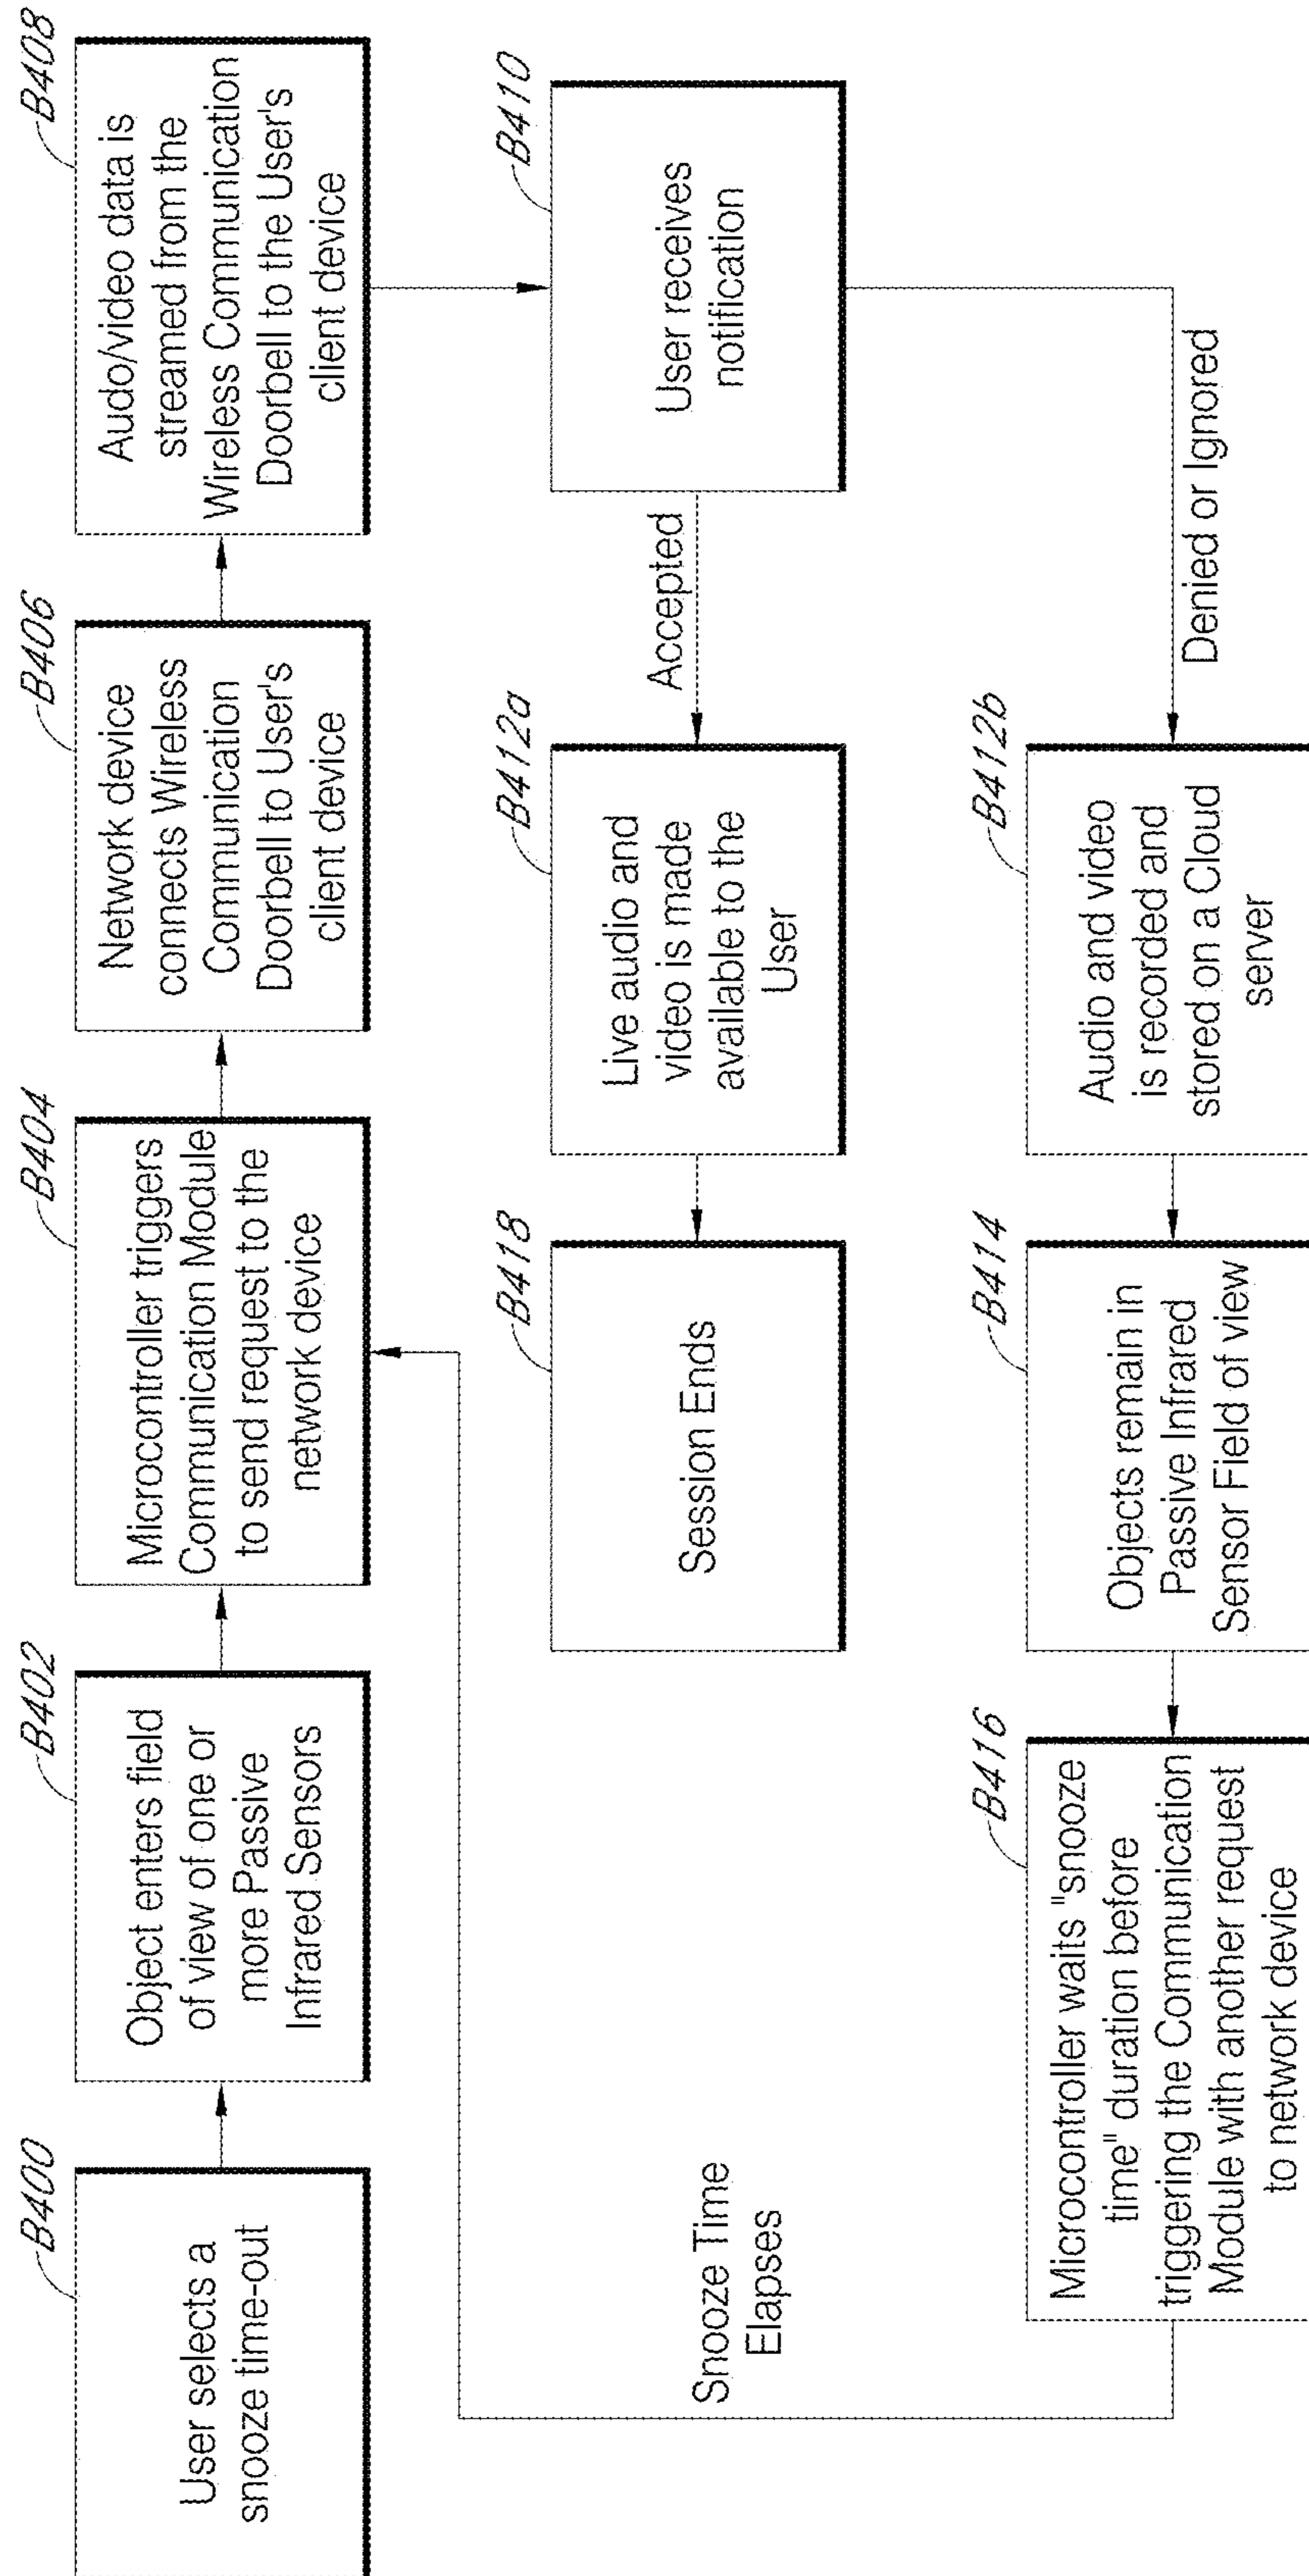 B400
User selects a
snooze time-out
B402
Object enters field
of view of one or
more Passive
Infrared Sensors
B404
Microcontroller triggers
Communication Module
to send request to the
network device
B406
Network device
connects Wireless
Communication
Doorbell to User's
client device
B408
Audo/video data is
streamed from the
Wireless Communication
Doorbell to the User's
client device
B410
User receives
notification
Accepted
B412a
Live audio and
video is made
available to the
User
B418
Session Ends
Denied or Ignored
B412b
Audio and video
is recorded and
stored on a Cloud
server
B414
Objects remain in
Passive Infrared
Sensor Field of view
B416
Microcontroller waits "snooze
time" duration before
triggering the Communication
Module with another request
to network device
Snooze Time
Elapses